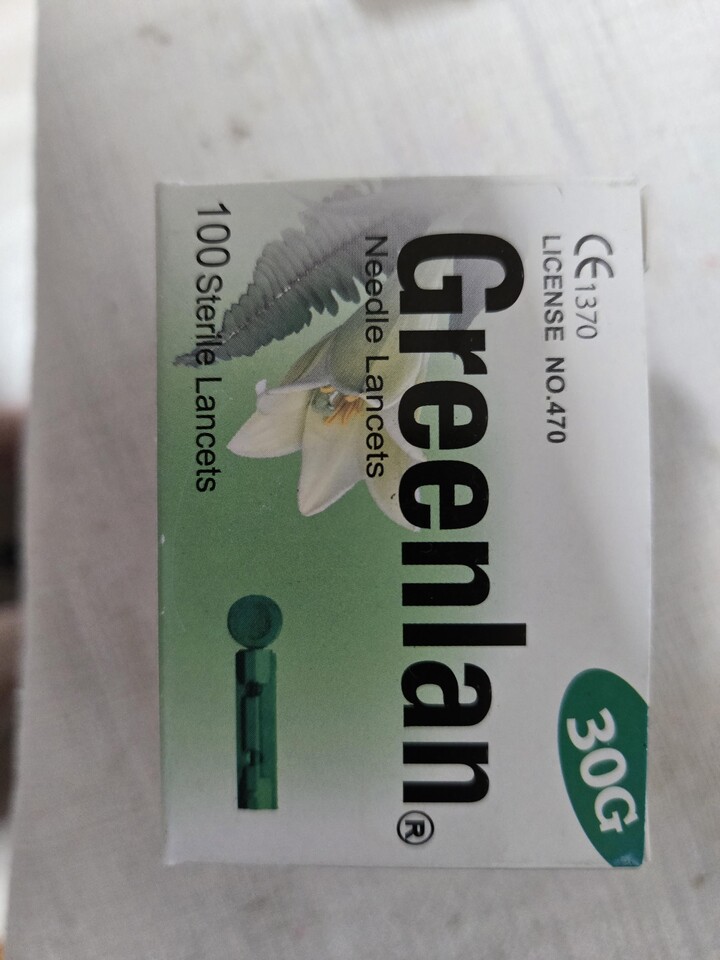 CE1370
LICENSE NO.470
30G
Greenlan®
Needle Lancets
100 Sterile Lancets